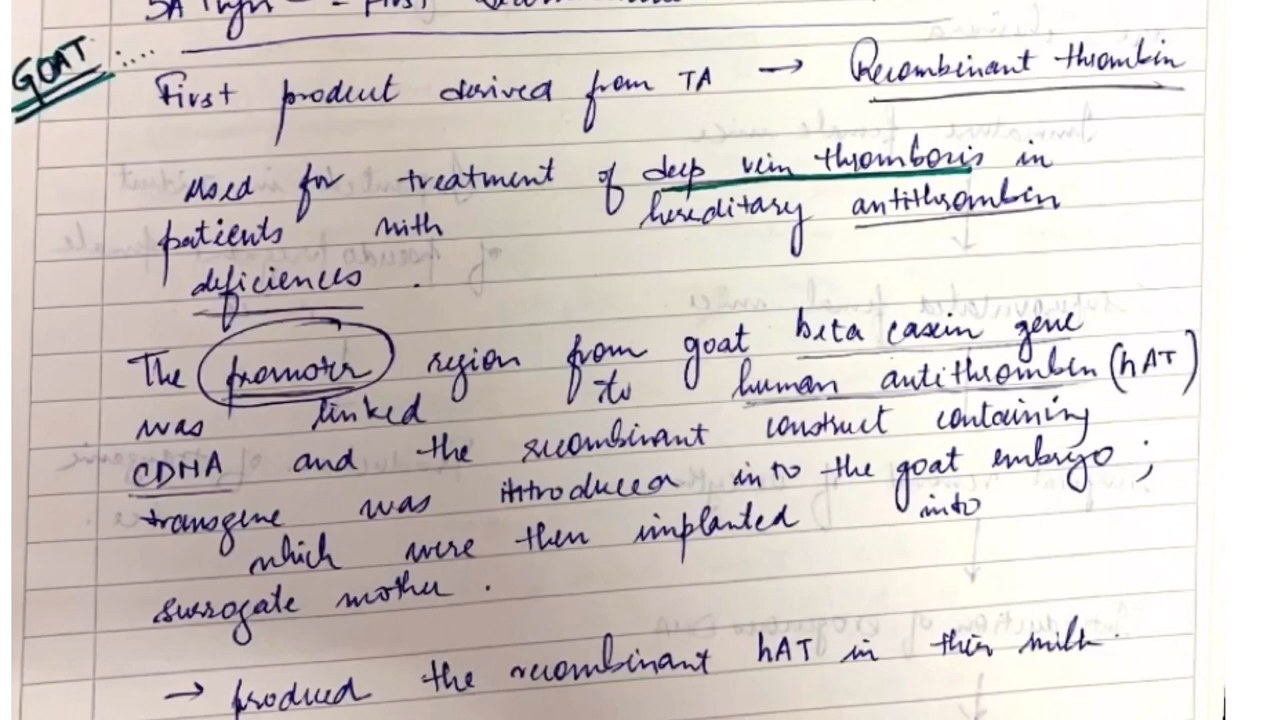 GOAT :....
First product derived from TA → Recombinant thrombin
used for treatment of deep vein thrombosis in
patients with hereditary antithrombin
deficiences .
The promoter region from goat beta casein gene
was linked to human antithrombin (hAT)
CDNA and the recombinant construct containing
transgene was introduced into the goat embryo ;
which were then implanted into
surrogate mother .
→ produced the recombinant hAT in their milk .